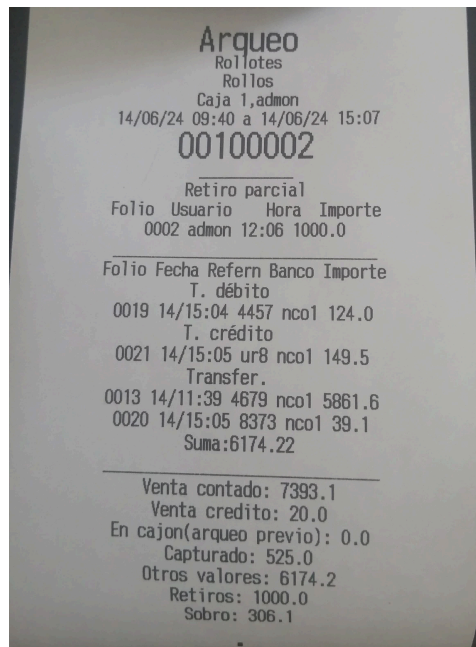 Arqueo
Rollotes
Rollos
Caja 1,admon
14/06/24 09:40 a 14/06/24 15:07
00100002
Retiro parcial
Folio Usuario Hora Importe
0002 admon 12:06 1000.0
Folio Fecha Refern Banco Importe
T. débito
0019 14/15:04 4457 nco1 124.0
T. crédito
0021 14/15:05 ur8 nco1 149.5
Transfer.
0013 14/11:39 4679 nco1 5861.6
0020 14/15:05 8373 nco1 39.1
Suma:6174.22
Venta contado: 7393.1
Venta credito: 20.0
En cajon(arqueo previo): 0.0
Capturado: 525.0
Otros valores: 6174.2
Retiros: 1000.0
Sobro: 306.1